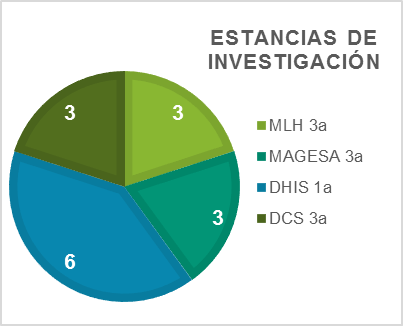 ESTANCIAS DE
INVESTIGACIÓN
3
3
3
6
MLH 3a
MAGESA 3a
DHIS 1a
DCS 3a